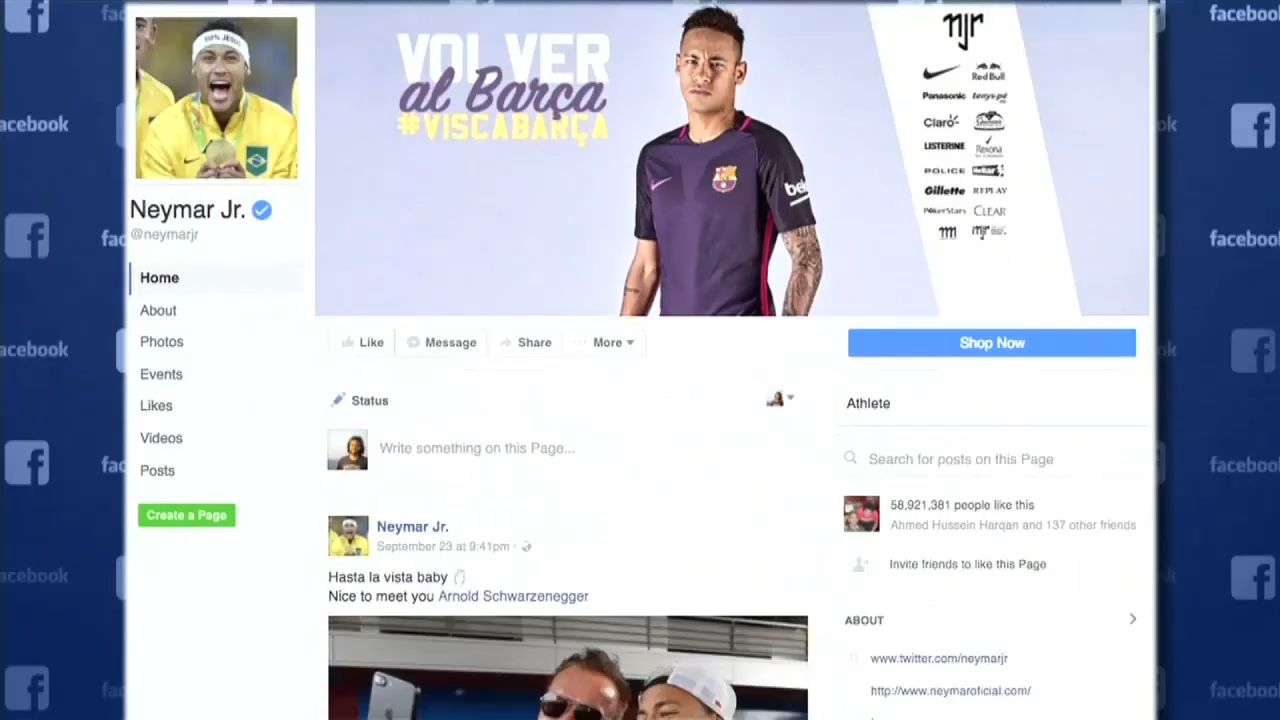 facebook
100% JESUS
Neymar Jr.
@neymarjr
Home
About
Photos
Events
Likes
Videos
Posts
Create a Page
VOLVER
al Barça
#VISCABARÇA
njr
Red Bull
Panasonic tenys pé
Claro
LISTERINE Rexona
POLICE
Gillette REPLAY
PokerStars CLEAR
beko
Like
Message
Share
More
Shop Now
Status
Write something on this Page...
Neymar Jr.
September 23 at 9:41pm ·
Hasta la vista baby
Nice to meet you Arnold Schwarzenegger
Athlete
Search for posts on this Page
58,921,381 people like this
Ahmed Hussein Harqan and 137 other friends
Invite friends to like this Page
ABOUT
www.twitter.com/neymarjr
http://www.neymaroficial.com/
facebook
facebook
facebook
facebook